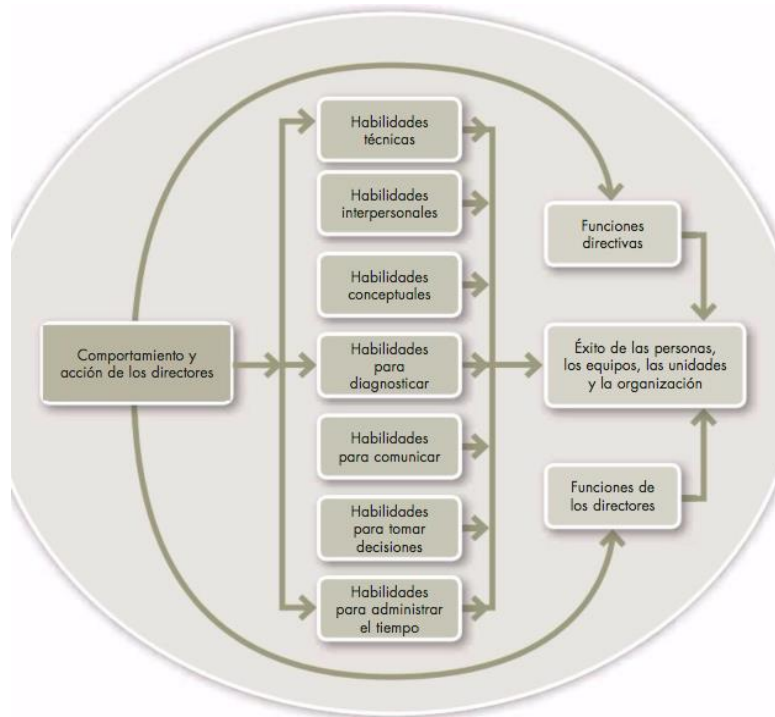 Habilidades
técnicas
Habilidades
interpersonales
Habilidades
conceptuales
Comportamiento y
acción de los directores
Habilidades
para
diagnosticar
Habilidades
para comunicar
Habilidades
para tomar
decisiones
Habilidades
para administrar
el tiempo
Funciones
directivas
Éxito de las personas,
los equipos, las unidades
y la organización
Funciones de
los directores